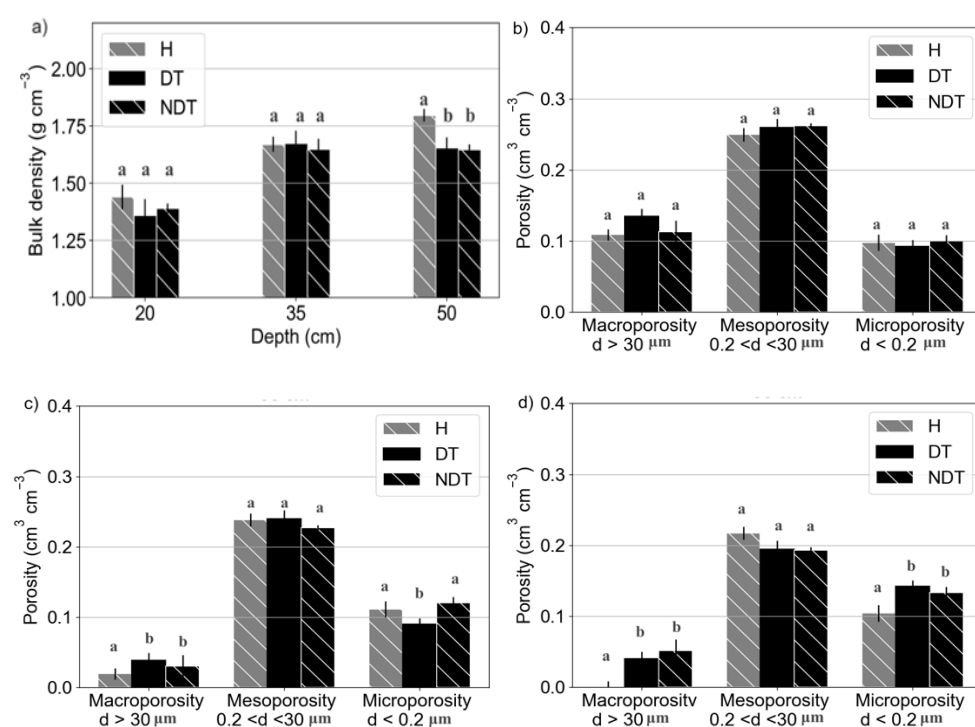 a)
H
DT
NDT
2.00
1.75
1.50
1.25
1.00
Bulk density (g cm⁻³)
a a a
a a a
a b b
20 35 50
Depth (cm)
b)
H
DT
NDT
0.4
0.3
0.2
0.1
0.0
Porosity (cm³ cm⁻³)
a a a
a a a
a a a
Macroporosity Mesoporosity Microporosity
d > 30 μm 0.2 <d <30 μm d < 0.2 μm
c)
H
DT
NDT
0.4
0.3
0.2
0.1
0.0
Porosity (cm³ cm⁻³)
a b b
a a a
a b a
Macroporosity Mesoporosity Microporosity
d > 30 μm 0.2 <d <30 μm d < 0.2 μm
d)
H
DT
NDT
0.4
0.3
0.2
0.1
0.0
Porosity (cm³ cm⁻³)
a b b
a a a
a b b
Macroporosity Mesoporosity Microporosity
d > 30 μm 0.2 <d <30 μm d < 0.2 μm